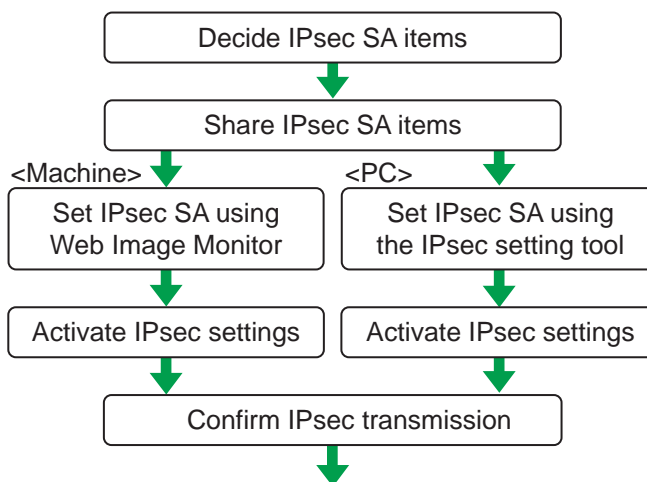 Decide IPsec SA items
Share IPsec SA items
<Machine>
<PC>
Set IPsec SA using
Web Image Monitor
Set IPsec SA using
the IPsec setting tool
Activate IPsec settings
Activate IPsec settings
Confirm IPsec transmission